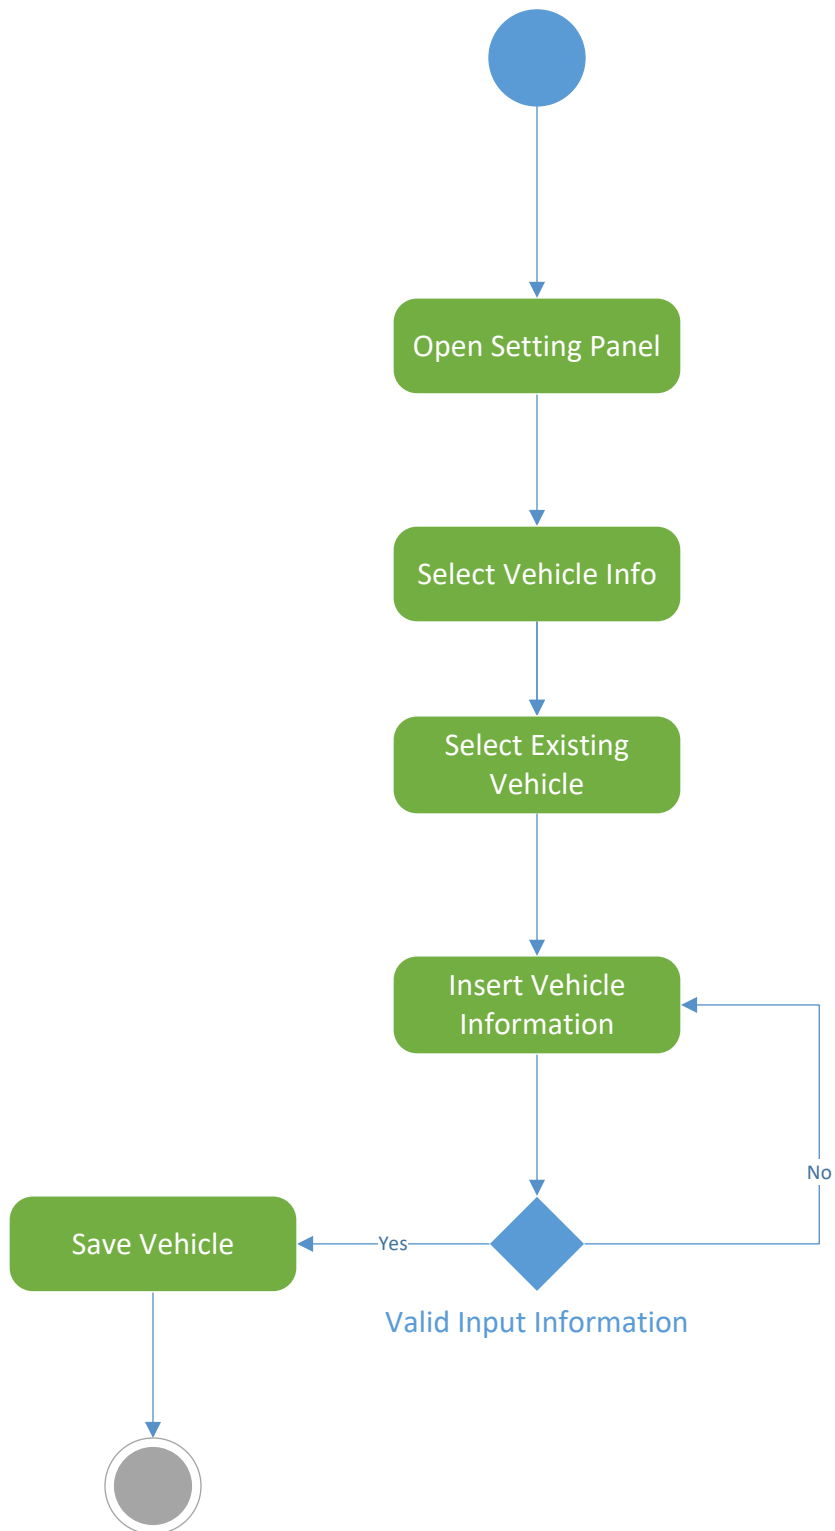 Open Setting Panel
Select Vehicle Info
Select Existing
Vehicle
Insert Vehicle
Information
No
Save Vehicle
Yes
Valid Input Information